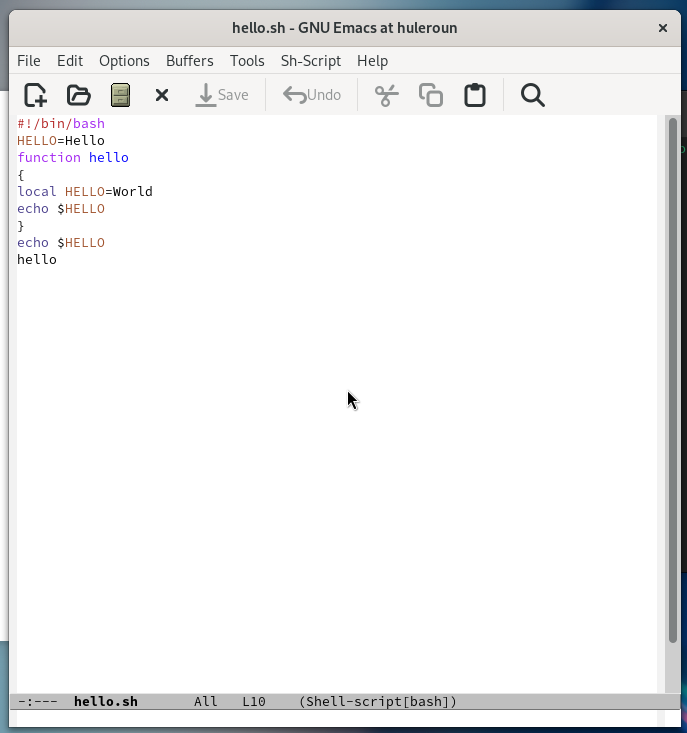 hello.sh - GNU Emacs at huleroun ×
File Edit Options Buffers Tools Sh-Script Help
Save Undo
#!/bin/bash
HELLO=Hello
function hello
{
local HELLO=World
echo $HELLO
}
echo $HELLO
hello
-:--- hello.sh All L10 (Shell-script[bash])